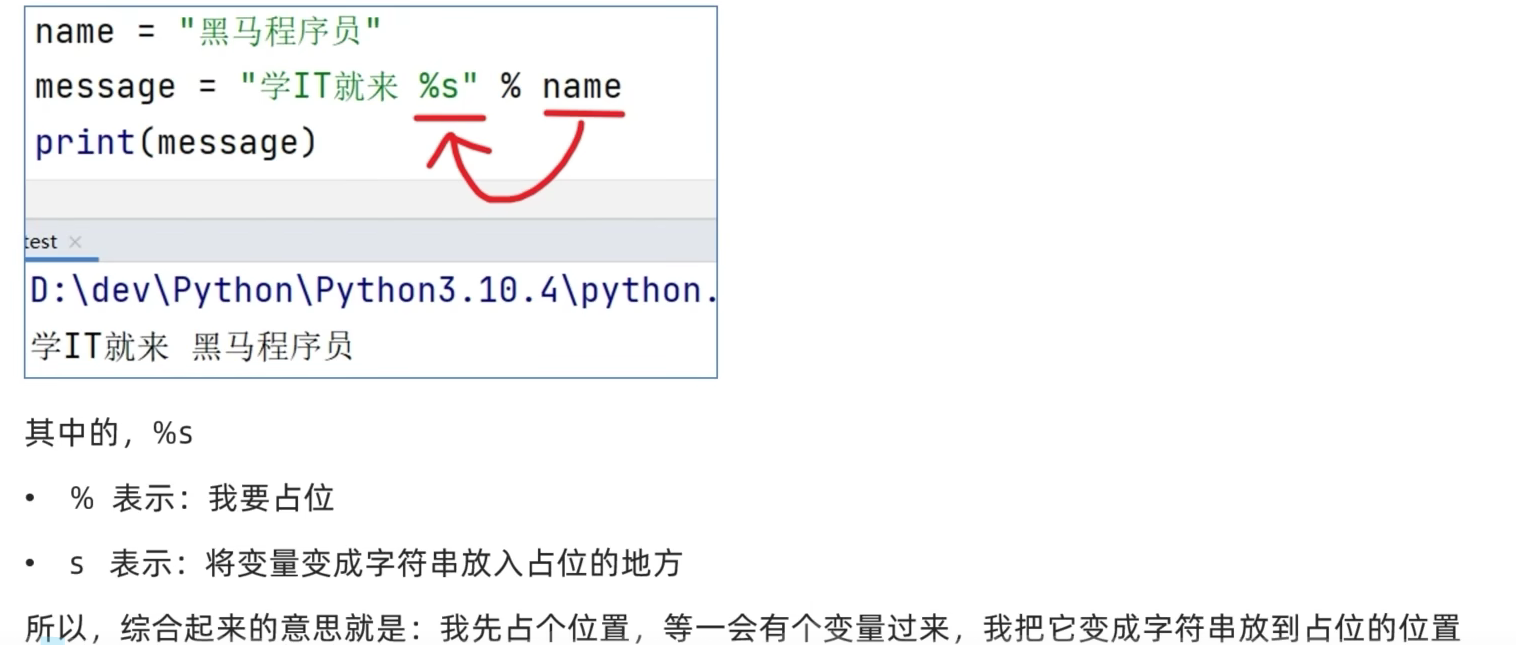 name = "黑马程序员"
message = "学IT就来 %s" % name
print(message)
test ×
D:\dev\Python\Python3.10.4\python.
学IT就来 黑马程序员
其中的，%s
• % 表示：我要占位
• s 表示：将变量变成字符串放入占位的地方
所以，综合起来的意思就是：我先占个位置，等一会有个变量过来，我把它变成字符串放到占位的位置